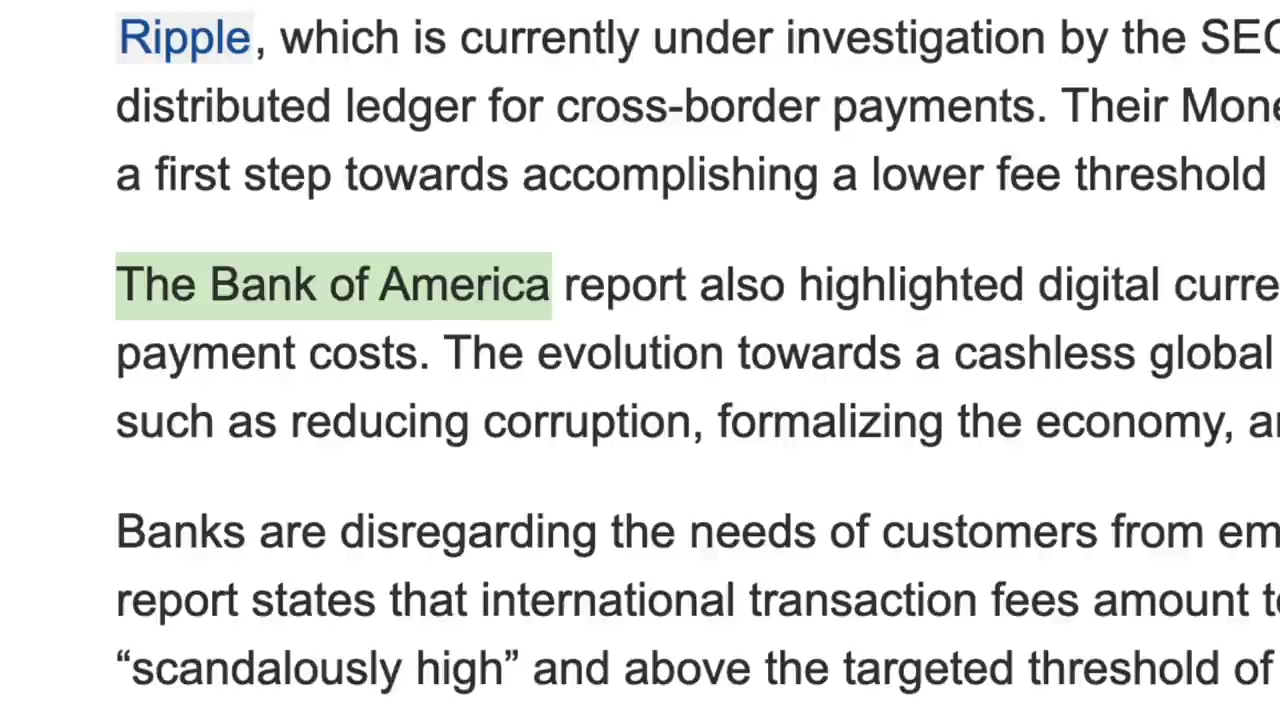 Ripple, which is currently under investigation by the SEC
distributed ledger for cross-border payments. Their
a first step towards accomplishing a lower fee threshold
The Bank of America report also highlighted digital
payment costs. The evolution towards a cashless global
such as reducing corruption, formalizing the economy,
Banks are disregarding the needs of customers from
report states that international transaction fees amount
“scandalously high” and above the targeted threshold of